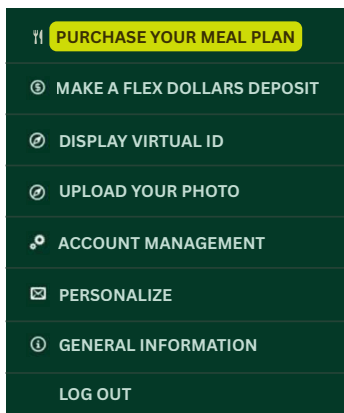 PURCHASE YOUR MEAL PLAN
MAKE A FLEX DOLLARS DEPOSIT
DISPLAY VIRTUAL ID
UPLOAD YOUR PHOTO
ACCOUNT MANAGEMENT
PERSONALIZE
GENERAL INFORMATION
LOG OUT